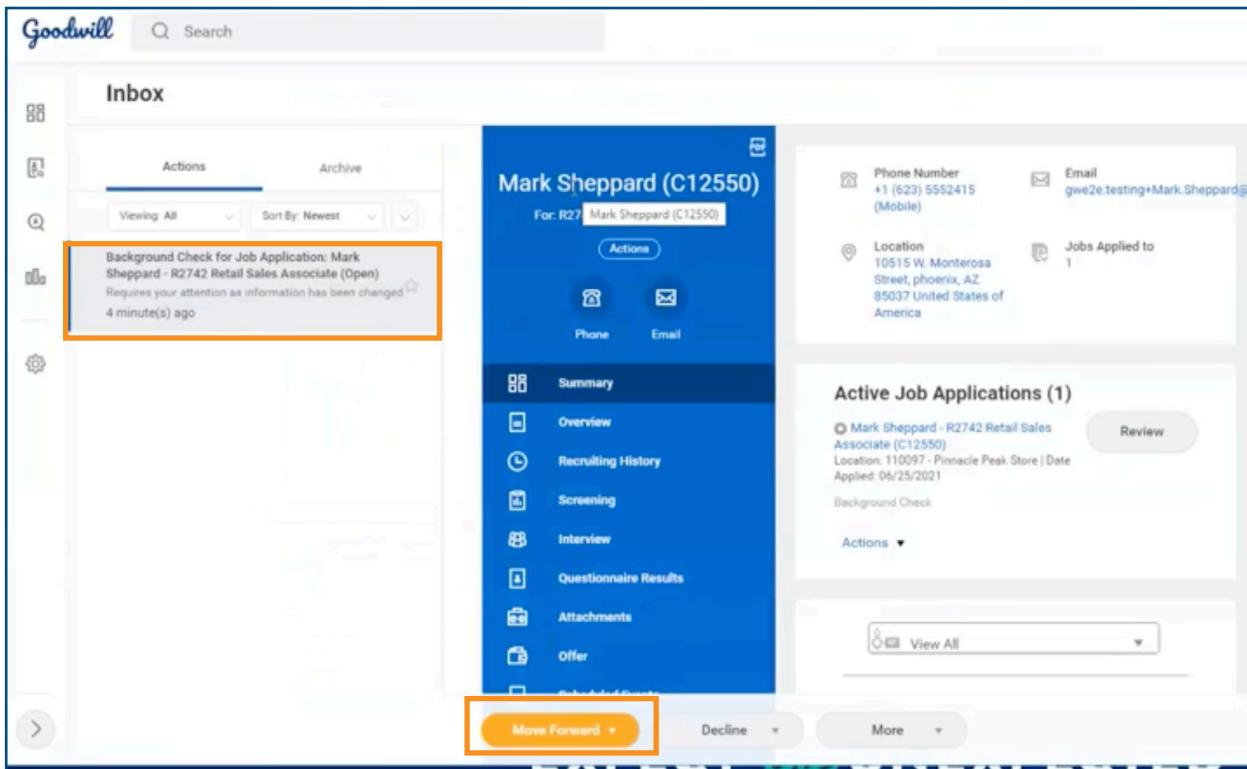 Goodwill
Search
Inbox
Actions
Archive
Viewing: All
Sort By: Newest
Background Check for Job Application: Mark
Sheppard - R2742 Retail Sales Associate (Open)
Requires your attention as information has been changed
4 minute(s) ago
PDF
Mark Sheppard (C12550)
For: R27
Mark Sheppard (C12550)
Actions
Phone
Email
Summary
Overview
Recruiting History
Screening
Interview
Questionnaire Results
Attachments
Offer
Scheduled Events
Move Forward
Decline
More
Phone Number
+1 (623) 5552415
(Mobile)
Email
gwe2e.testing+Mark.Sheppard@
Location
10515 W. Monterosa
Street, phoenix, AZ
85037 United States of
America
Jobs Applied to
1
Active Job Applications (1)
Mark Sheppard - R2742 Retail Sales
Associate (C12550)
Location: 110097 - Pinnacle Peak Store | Date
Applied: 06/25/2021
Background Check
Review
Actions
View All